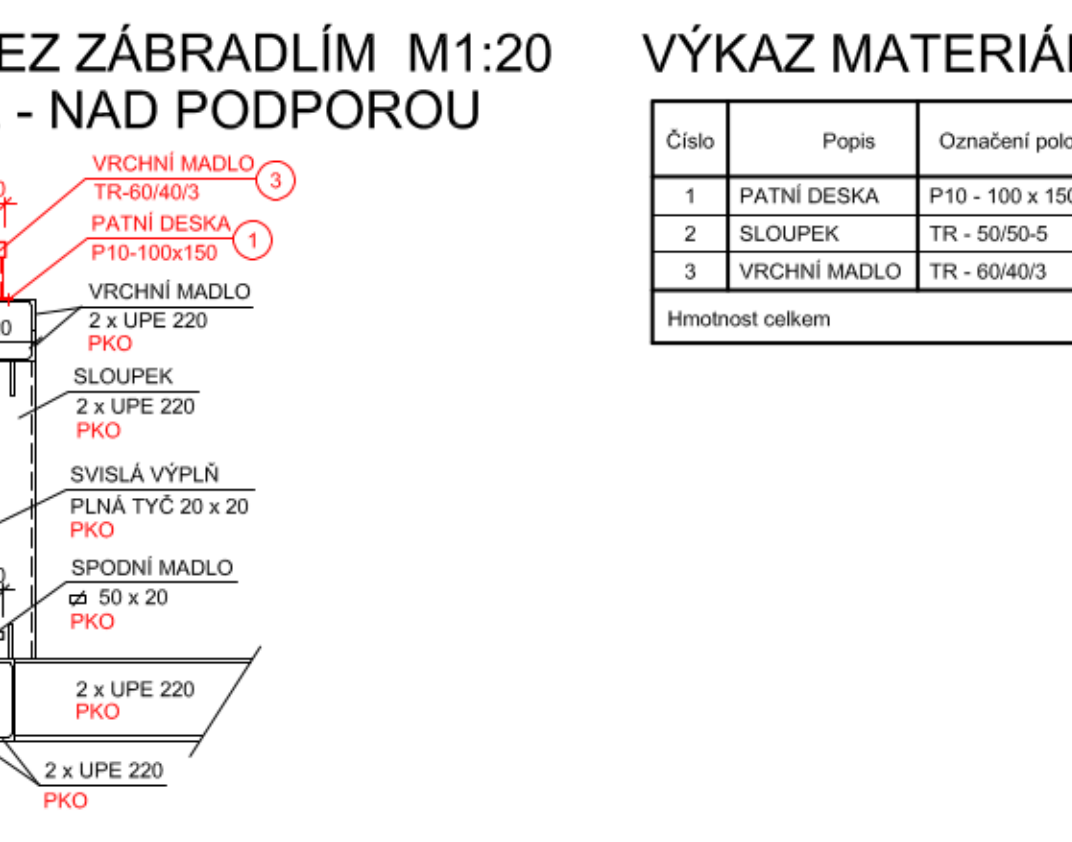 EZ ZÁBRADLÍM M1:20
- NAD PODPOROU
VRCHNÍ MADLO
3
TR-60/40/3
PATNÍ DESKA
1
P10-100x150
VRCHNÍ MADLO
2 x UPE 220
PKO
SLOUPEK
2 x UPE 220
PKO
SVISLÁ VÝPLŇ
PLNÁ TYČ 20 x 20
PKO
SPODNÍ MADLO
50 x 20
PKO
2 x UPE 220
PKO
2 x UPE 220
PKO
VÝKAZ MATERIÁ
Číslo Popis Označení polo
1 PATNÍ DESKA P10 - 100 x 150
2 SLOUPEK TR - 50/50-5
3 VRCHNÍ MADLO TR - 60/40/3
Hmotnost celkem